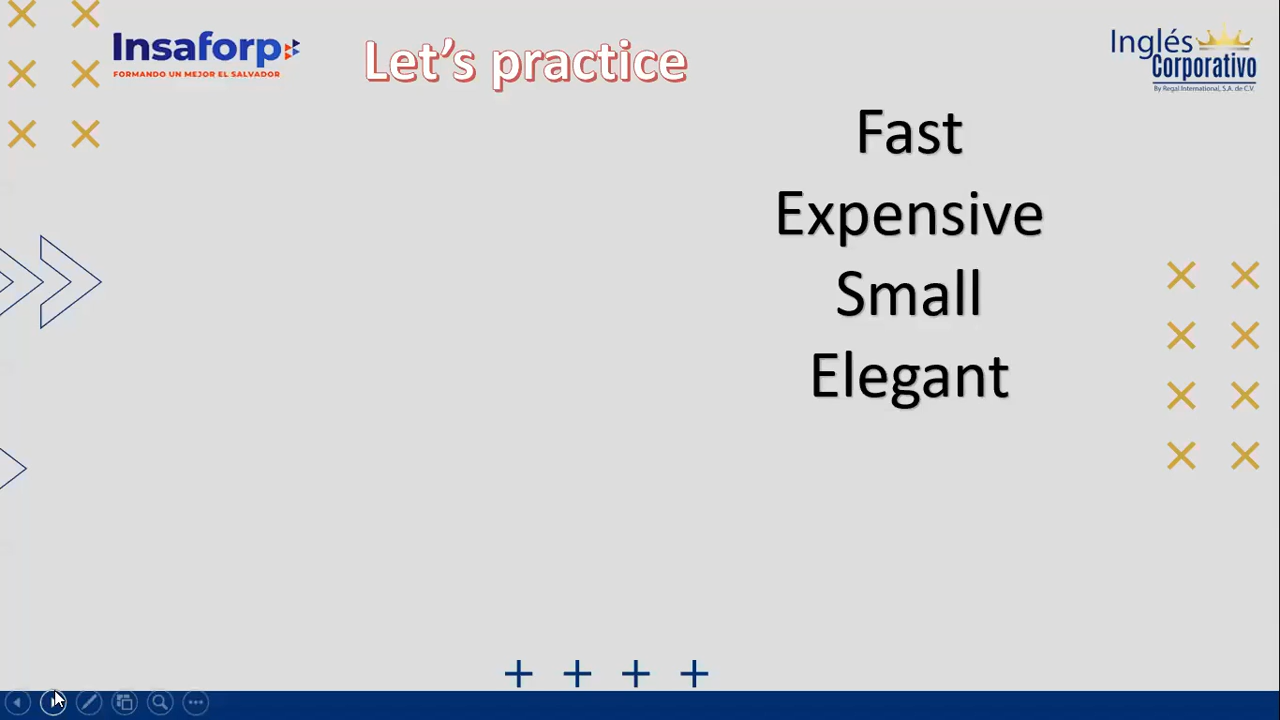 Insaforp
FORMANDO UN MEJOR EL SALVADOR
Let's practice
Inglés
Corporativo
By Regal International, S.A. de C.V.
Fast
Expensive
Small
Elegant